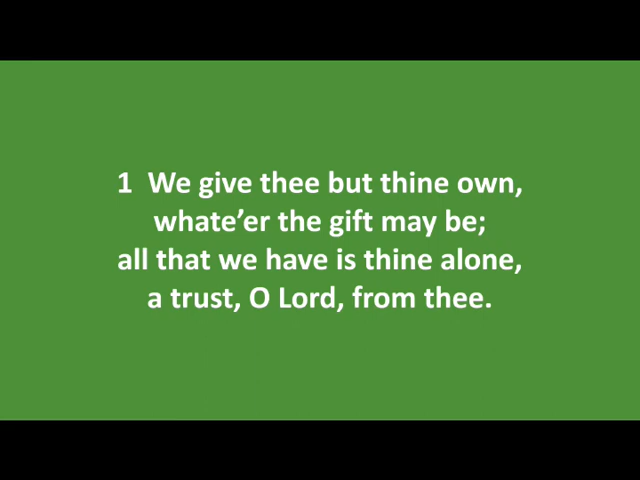 1  We give thee but thine own,
whate’er the gift may be;
all that we have is thine alone,
a trust, O Lord, from thee.